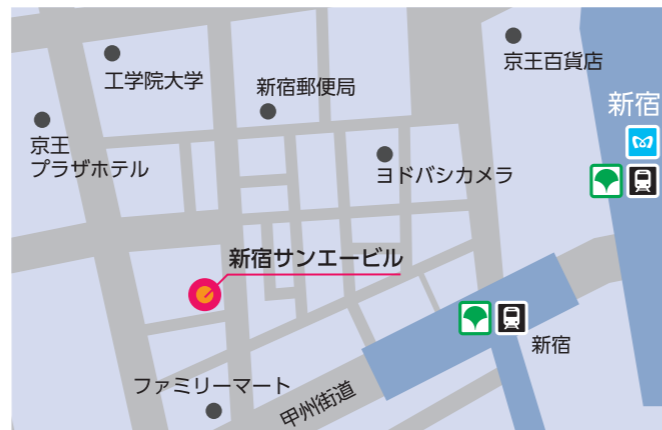 京王百貨店
工学院大学
新宿郵便局
新宿
京王
プラザホテル
ヨドバシカメラ
新宿サンエービル
新宿
ファミリーマート
甲州街道